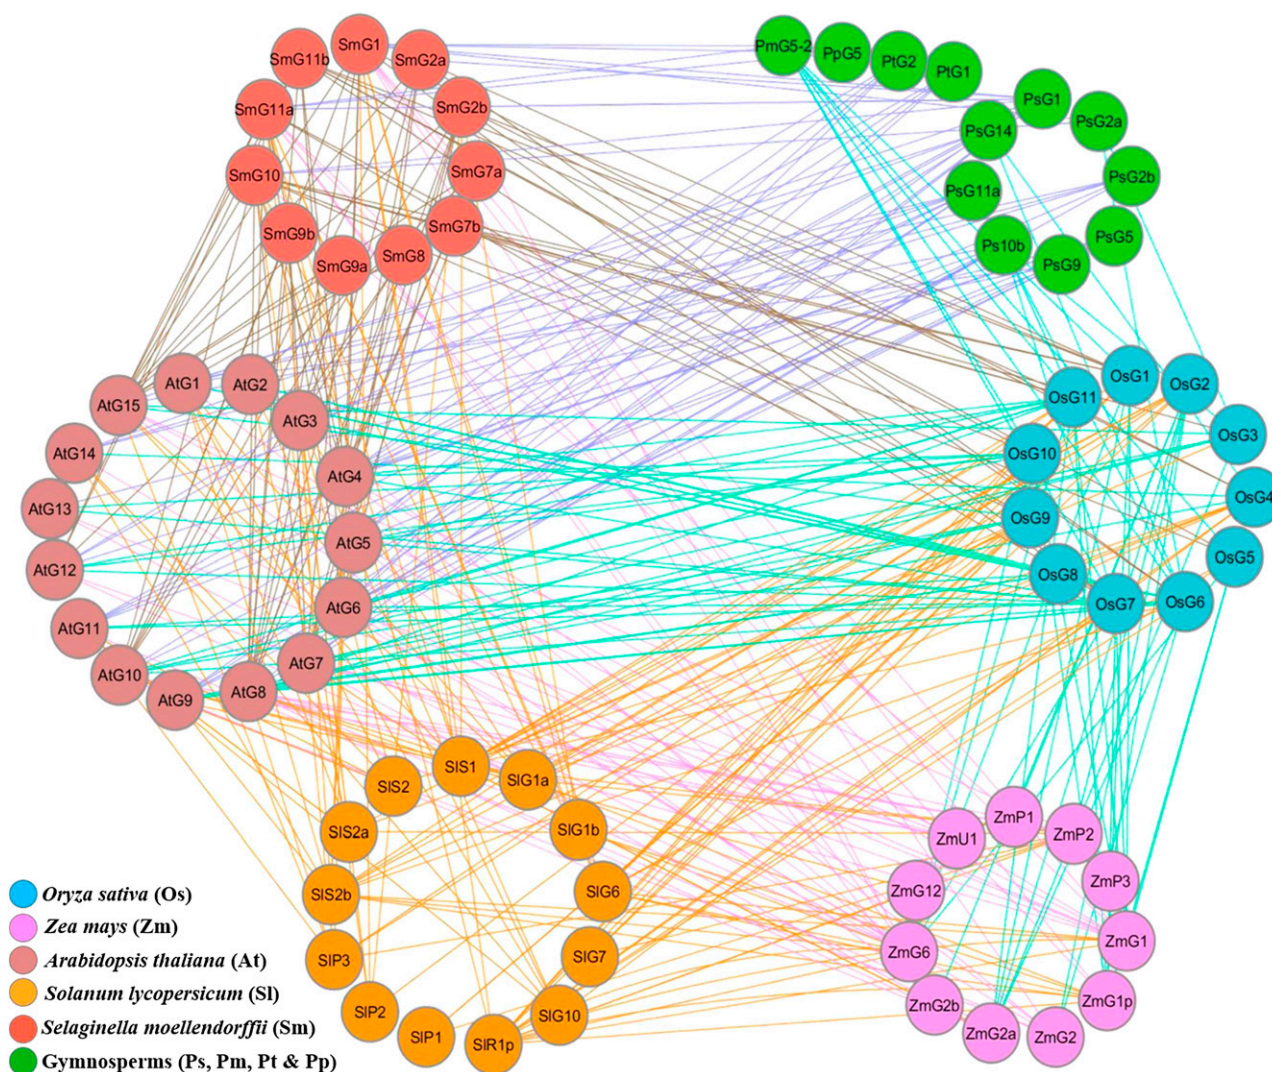 SmG1
SmG11b
SmG2a
SmG11a
SmG2b
SmG10
SmG7a
SmG9b
SmG7b
SmG9a
SmG8
PmG5-2
PpG5
PtG2
PtG1
PsG1
PsG14
PsG2a
PsG11a
PsG2b
Ps10b
PsG5
PsG9
AtG1
AtG2
AtG15
AtG3
AtG14
AtG4
AtG13
AtG5
AtG12
AtG6
AtG11
AtG7
AtG10
AtG8
AtG9
OsG1
OsG11
OsG2
OsG3
OsG10
OsG4
OsG9
OsG5
OsG8
OsG7
OsG6
SlS1
SlS2
SlG1a
SlS2a
SlG1b
SlS2b
SlG6
SlP3
SlG7
SlP2
SlG10
SlP1
SlR1p
ZmP1
ZmU1
ZmP2
ZmP3
ZmG12
ZmG1
ZmG6
ZmG1p
ZmG2b
ZmG2a
ZmG2
Oryza sativa (Os)
Zea mays (Zm)
Arabidopsis thaliana (At)
Solanum lycopersicum (Sl)
Selaginella moellendorffii (Sm)
Gymnosperms (Ps, Pm, Pt & Pp)